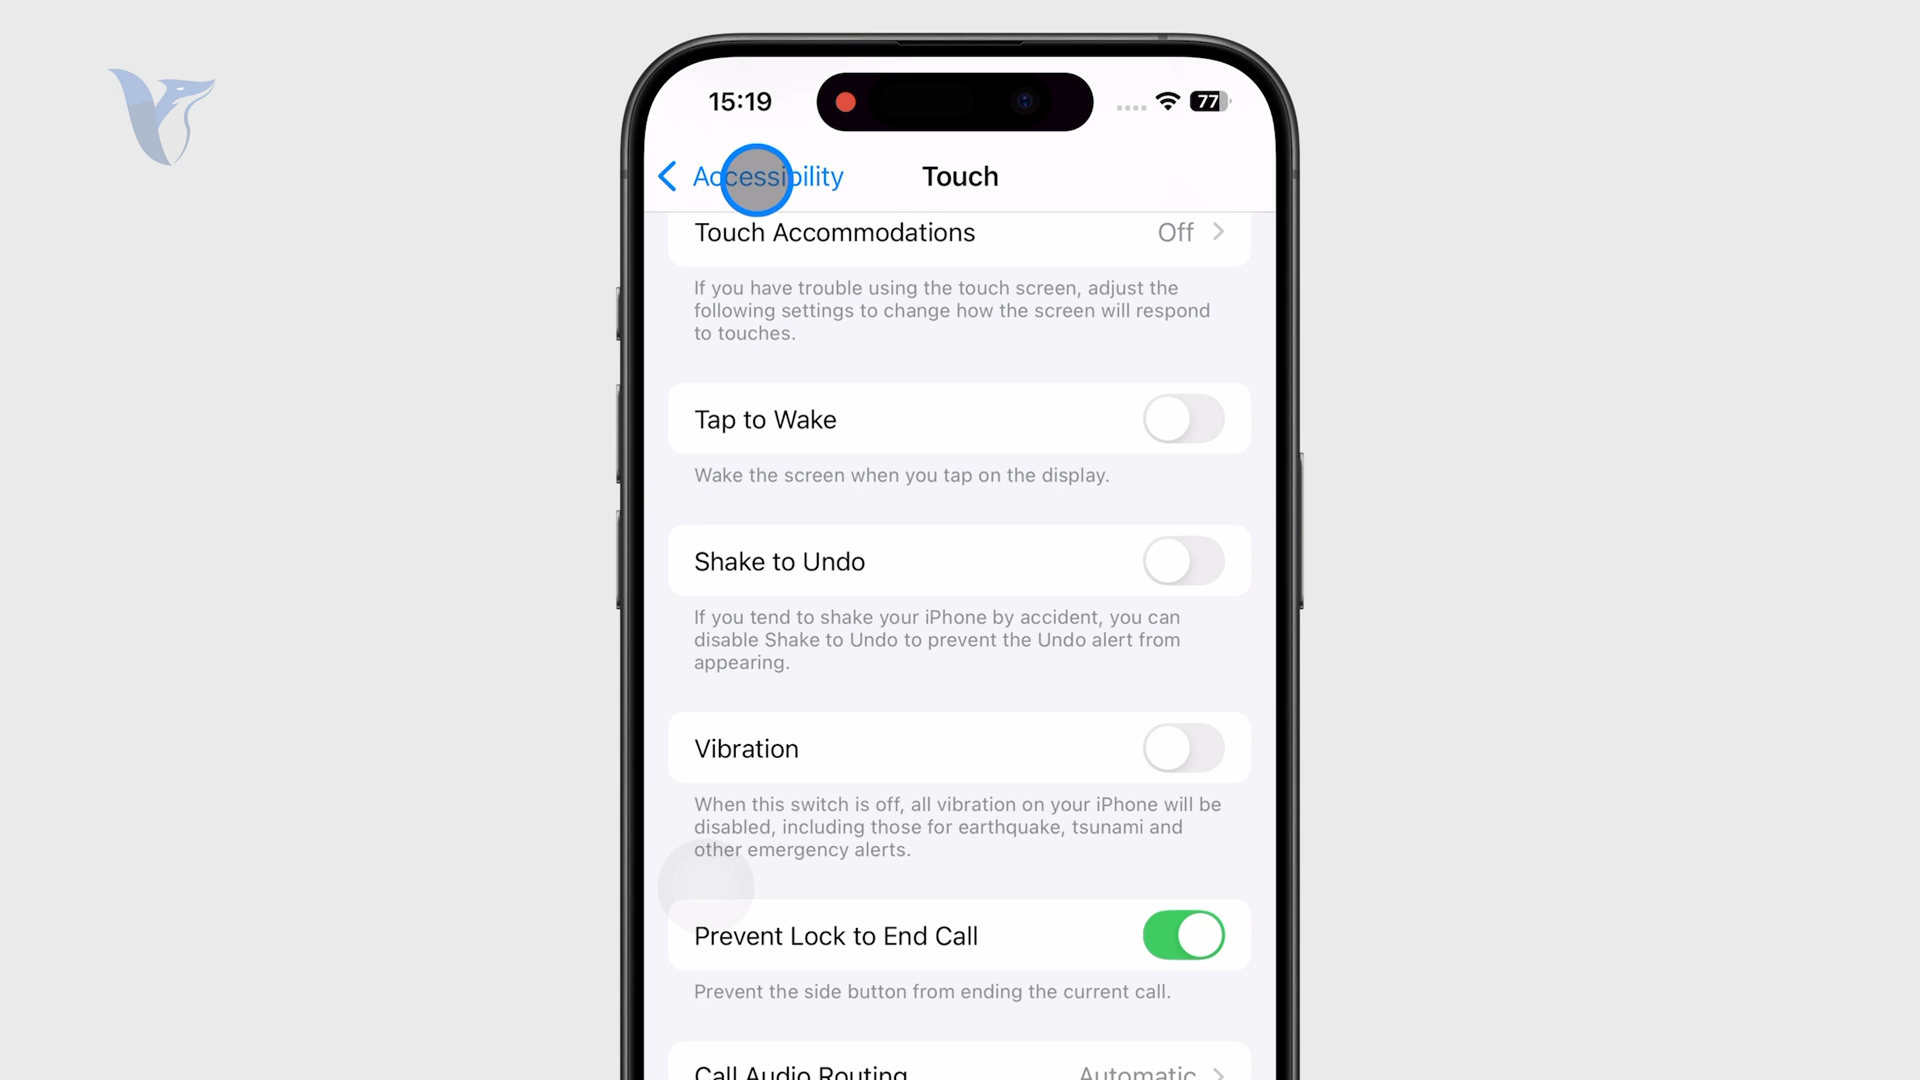 15:19
77
Accessibility
Touch
Touch Accommodations
Off
If you have trouble using the touch screen, adjust the
following settings to change how the screen will respond
to touches.
Tap to Wake
Wake the screen when you tap on the display.
Shake to Undo
If you tend to shake your iPhone by accident, you can
disable Shake to Undo to prevent the Undo alert from
appearing.
Vibration
When this switch is off, all vibration on your iPhone will be
disabled, including those for earthquake, tsunami and
other emergency alerts.
Prevent Lock to End Call
Prevent the side button from ending the current call.
Call Audio Routing
Automatic